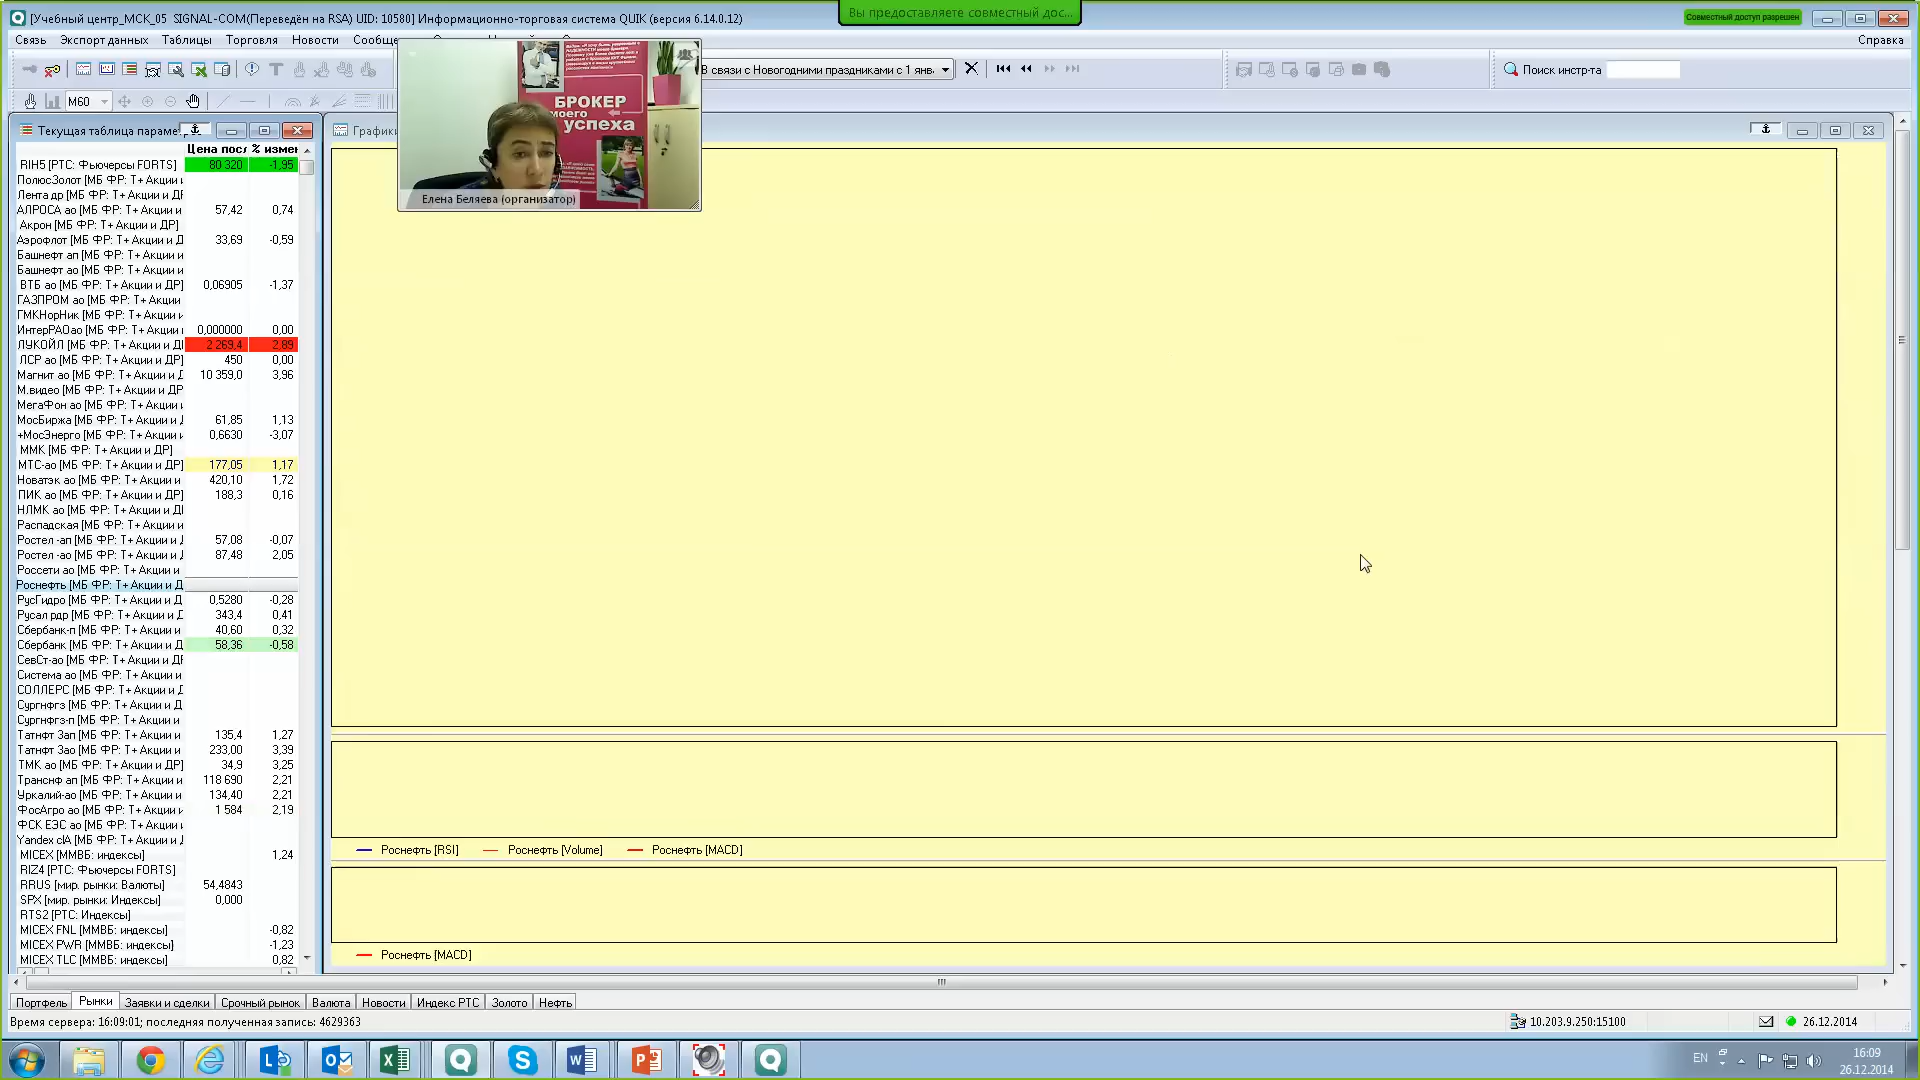 [Учебный центр_МСК_05 SIGNAL-COM(Переведён на RSA) UID: 10580] Информационно-торговая система QUIK (версия 6.14.0.12)
Вы предоставляете совместный дос...
Совместный доступ разрешен
Связь Экспорт данных Таблицы Торговля Новости Сообще
Справка
В связи с Новогодними праздниками с 1 янв
Поиск инстр-та
M60
Текущая таблица параме
Графики
БРОКЕР
моего
успеха
Елена Беляева (организатор)
Цена посл % измен
RIH5 [РТС: Фьючерсы FORTS] 80 320 -1,95
ПолюсЗолот [МБ ФР: Т+ Акции и
Лента др [МБ ФР: Т+ Акции и ДР
АЛРОСА ао [МБ ФР: Т+ Акции и 57,42 0,74
Акрон [МБ ФР: Т+ Акции и ДР]
Аэрофлот [МБ ФР: Т+ Акции и Д 33,69 -0,59
Башнефт ап [МБ ФР: Т+ Акции и
Башнефт ао [МБ ФР: Т+ Акции и
ВТБ ао [МБ ФР: Т+ Акции и ДР] 0,06905 -1,37
ГАЗПРОМ ао [МБ ФР: Т+ Акции
ГМКНорНик [МБ ФР: Т+ Акции и
ИнтерРАОао [МБ ФР: Т+ Акции и 0,000000 0,00
ЛУКОЙЛ [МБ ФР: Т+ Акции и ДР 2 269,4 2,89
ЛСР ао [МБ ФР: Т+ Акции и ДР] 450 0,00
Магнит ао [МБ ФР: Т+ Акции и Д 10 359,0 3,96
М.видео [МБ ФР: Т+ Акции и ДР
МегаФон ао [МБ ФР: Т+ Акции и
МосБиржа [МБ ФР: Т+ Акции и Д 61,85 1,13
+МосЭнерго [МБ ФР: Т+ Акции и 0,6630 -3,07
ММК [МБ ФР: Т+ Акции и ДР]
МТС-ао [МБ ФР: Т+ Акции и ДР] 177,05 1,17
Новатэк ао [МБ ФР: Т+ Акции и 420,10 1,72
ПИК ао [МБ ФР: Т+ Акции и ДР] 188,3 0,16
НЛМК ао [МБ ФР: Т+ Акции и Д
Распадская [МБ ФР: Т+ Акции и
Ростел -ап [МБ ФР: Т+ Акции и Д 57,08 -0,07
Ростел -ао [МБ ФР: Т+ Акции и Д 87,48 2,05
Россети ао [МБ ФР: Т+ Акции и
Роснефть [МБ ФР: Т+ Акции и Д
РусГидро [МБ ФР: Т+ Акции и Д 0,5280 -0,28
Русал рдр [МБ ФР: Т+ Акции и Д 343,4 0,41
Сбербанк-п [МБ ФР: Т+ Акции и 40,60 0,32
Сбербанк [МБ ФР: Т+ Акции и Д 58,36 -0,58
СевСт-ао [МБ ФР: Т+ Акции и ДР
Система ао [МБ ФР: Т+ Акции и
СОЛЛЕРС [МБ ФР: Т+ Акции и Д
Сургнфгз [МБ ФР: Т+ Акции и Д
Сургнфгз-п [МБ ФР: Т+ Акции и
Татнфт 3ап [МБ ФР: Т+ Акции и 135,4 1,27
Татнфт 3ао [МБ ФР: Т+ Акции и 233,00 3,39
ТМК ао [МБ ФР: Т+ Акции и ДР] 34,9 3,25
Транснф ап [МБ ФР: Т+ Акции и 118 690 2,21
Уркалий-ао [МБ ФР: Т+ Акции и 134,40 2,21
ФосАгро ао [МБ ФР: Т+ Акции и 1 584 2,19
ФСК ЕЭС ао [МБ ФР: Т+ Акции и
Yandex clA [МБ ФР: Т+ Акции и Д
MICEX [ММВБ: индексы] 1,24
RIZ4 [РТС: Фьючерсы FORTS]
RRUS [мир. рынки: Валюты] 54,4843
SPX [мир. рынки: Индексы] 0,000
RTS2 [РТС: Индексы]
MICEX FNL [ММВБ: индексы] -0,82
MICEX PWR [ММВБ: индексы] -1,23
MICEX TLC [ММВБ: индексы] 0,82
Роснефть [RSI] Роснефть [Volume] Роснефть [MACD]
Роснефть [MACD]
Портфель Рынки Заявки и сделки Срочный рынок Валюта Новости Индекс РТС Золото Нефть
Время сервера: 16:09:01; последняя полученная запись: 4629363
10.203.9.250:15100
26.12.2014
EN
16:09
26.12.2014